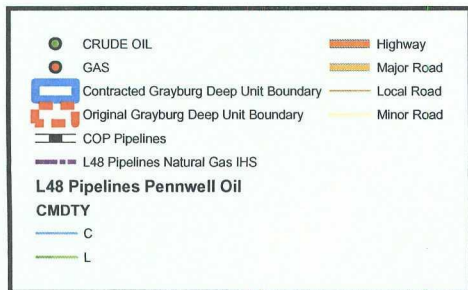 CRUDE OIL
GAS
Contracted Grayburg Deep Unit Boundary
Original Grayburg Deep Unit Boundary
COP Pipelines
L48 Pipelines Natural Gas IHS
L48 Pipelines Pennwell Oil
CMDTY
C
L
Highway
Major Road
Local Road
Minor Road